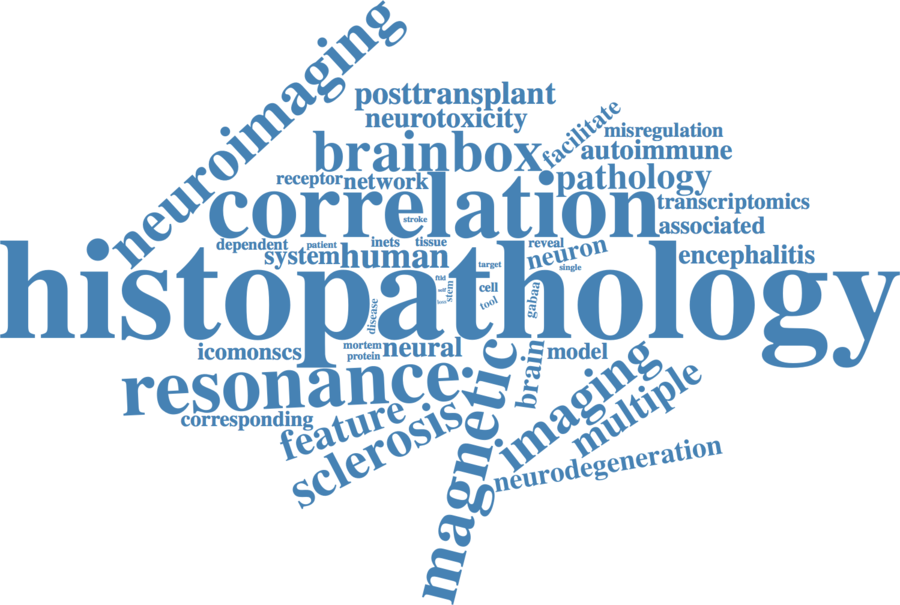 neuroimaging
posttransplant
neurotoxicity
facilitate
misregulation
brainbox
autoimmune
receptor
network
pathology
correlation
transcriptomics
stroke
associated
dependent
patient
inets
tissue
reveal
neuron
system
human
encephalitis
target
single
histopathology
ftld
stem
cell
gabaa
tool
disease
icomonscs
mortem
neural
protein
model
brain
resonance
magnetic
imaging
multiple
corresponding
feature
sclerosis
neurodegeneration